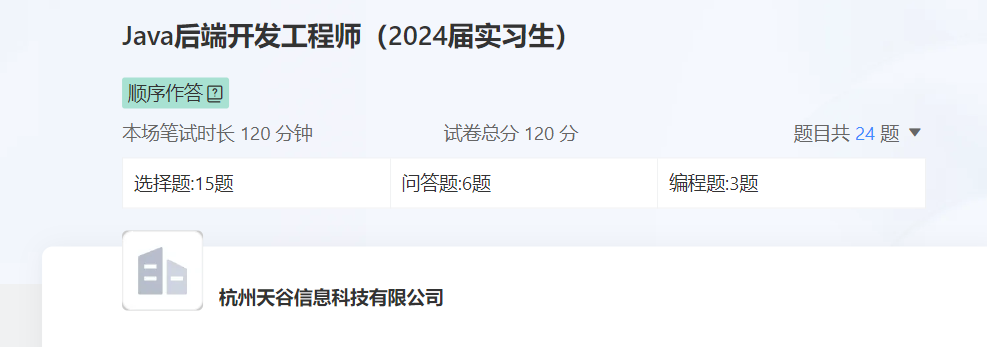 Java后端开发工程师（2024届实习生）
顺序作答
本场笔试时长 120 分钟 试卷总分 120 分 题目共 24 题
选择题:15题 问答题:6题 编程题:3题
杭州天谷信息科技有限公司